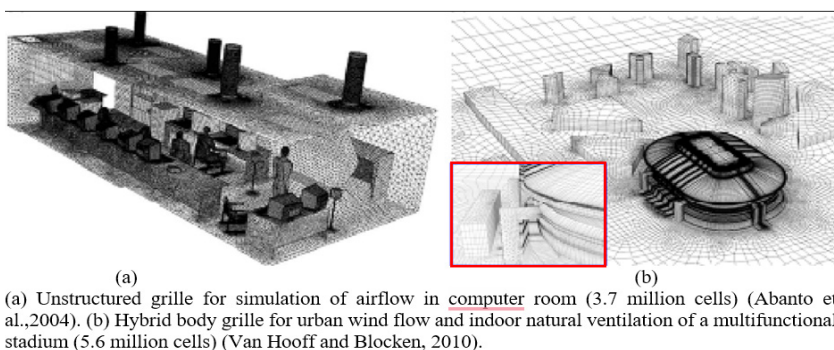 (a)
(b)
(a) Unstructured grille for simulation of airflow in computer room (3.7 million cells) (Abanto et
al.,2004). (b) Hybrid body grille for urban wind flow and indoor natural ventilation of a multifunctional
stadium (5.6 million cells) (Van Hooff and Blocken, 2010).